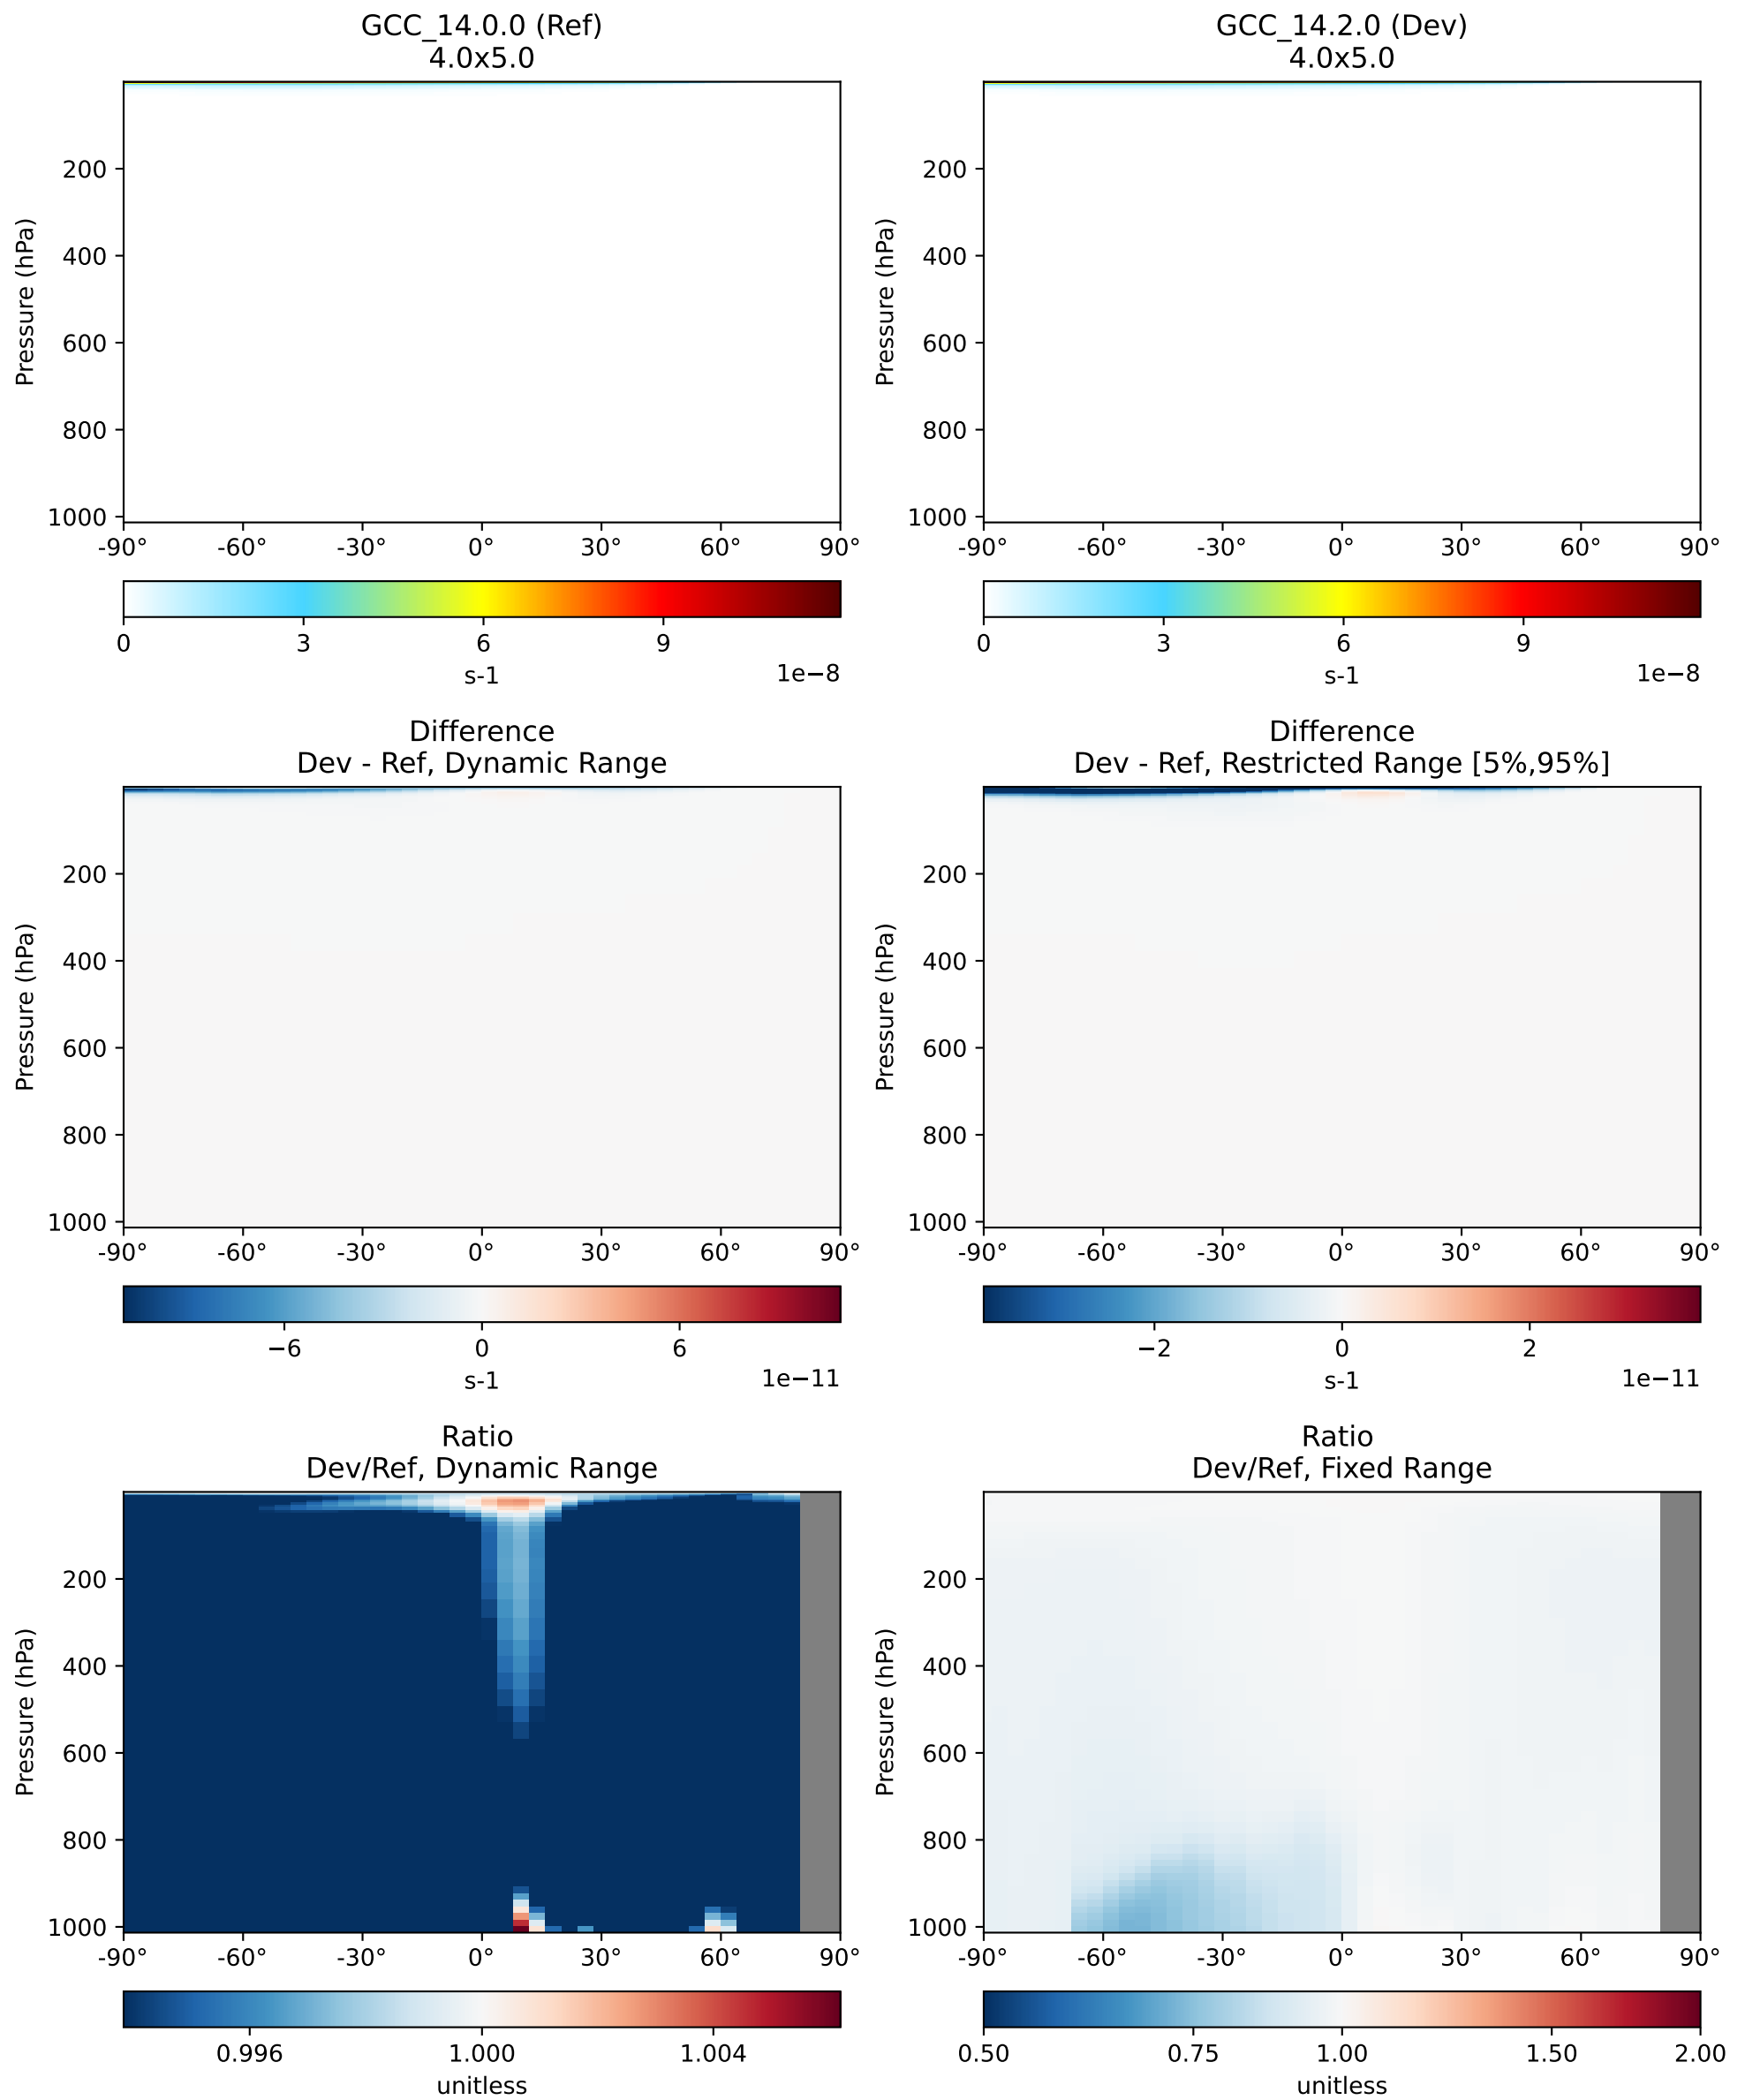 GCC_14.0.0 (Ref)
4.0x5.0
GCC_14.2.0 (Dev)
4.0x5.0
Pressure (hPa)
200
400
600
800
1000
-90° -60° -30° 0° 30° 60° 90°
0 3 6 9
1e−8
s-1
Pressure (hPa)
200
400
600
800
1000
-90° -60° -30° 0° 30° 60° 90°
0 3 6 9
1e−8
s-1
Difference
Dev - Ref, Dynamic Range
Difference
Dev - Ref, Restricted Range [5%,95%]
Pressure (hPa)
200
400
600
800
1000
-90° -60° -30° 0° 30° 60° 90°
−6 0 6
1e−11
s-1
Pressure (hPa)
200
400
600
800
1000
-90° -60° -30° 0° 30° 60° 90°
−2 0 2
1e−11
s-1
Ratio
Dev/Ref, Dynamic Range
Ratio
Dev/Ref, Fixed Range
Pressure (hPa)
200
400
600
800
1000
-90° -60° -30° 0° 30° 60° 90°
0.996 1.000 1.004
unitless
Pressure (hPa)
200
400
600
800
1000
-90° -60° -30° 0° 30° 60° 90°
0.50 0.75 1.00 1.50 2.00
unitless